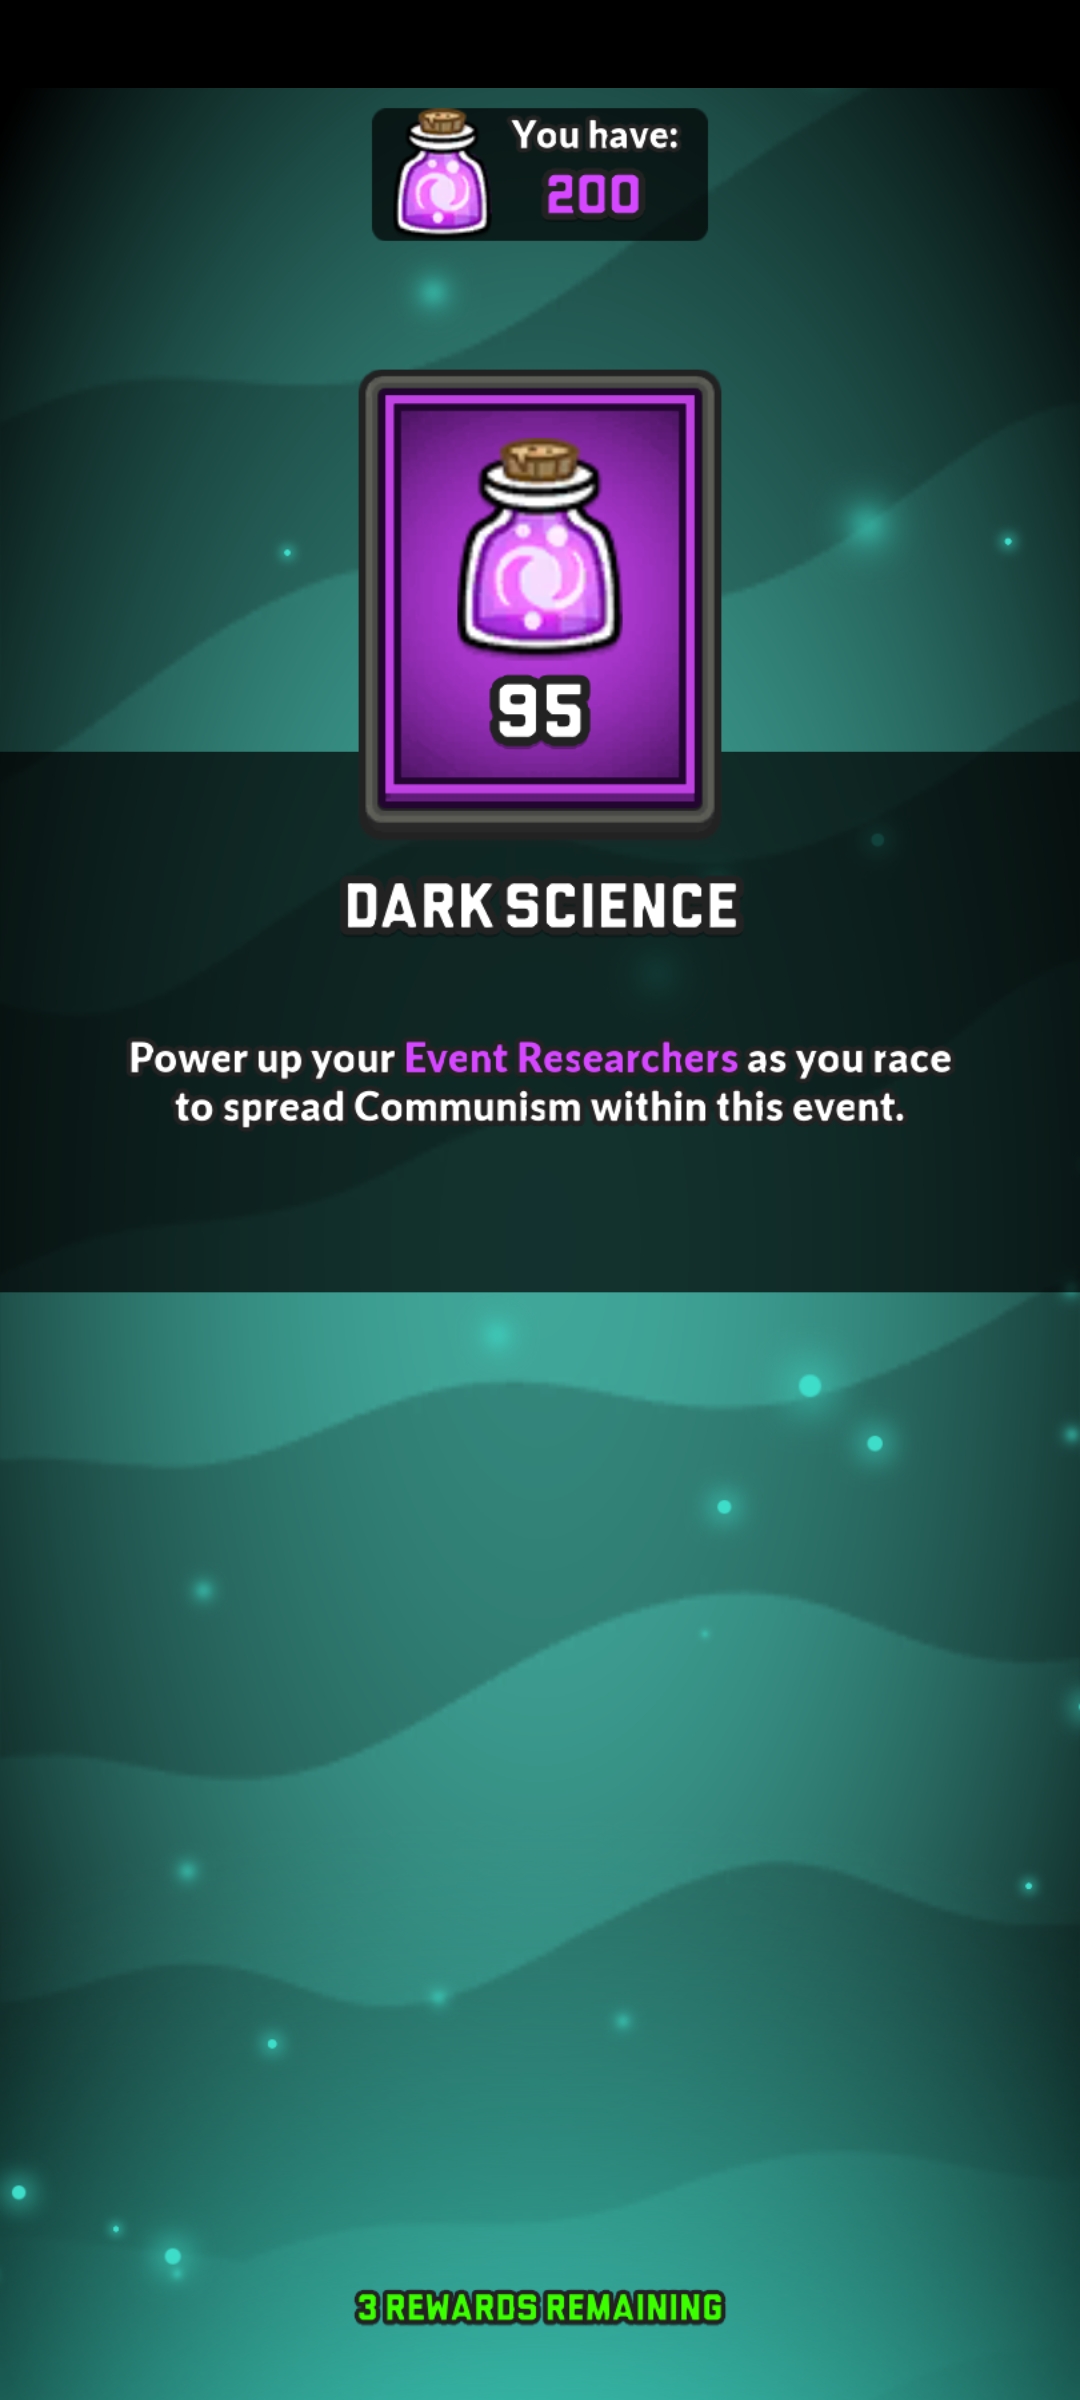 You have:
200
95
DARK SCIENCE
Power up your Event Researchers as you race
to spread Communism within this event.
3 REWARDS REMAINING